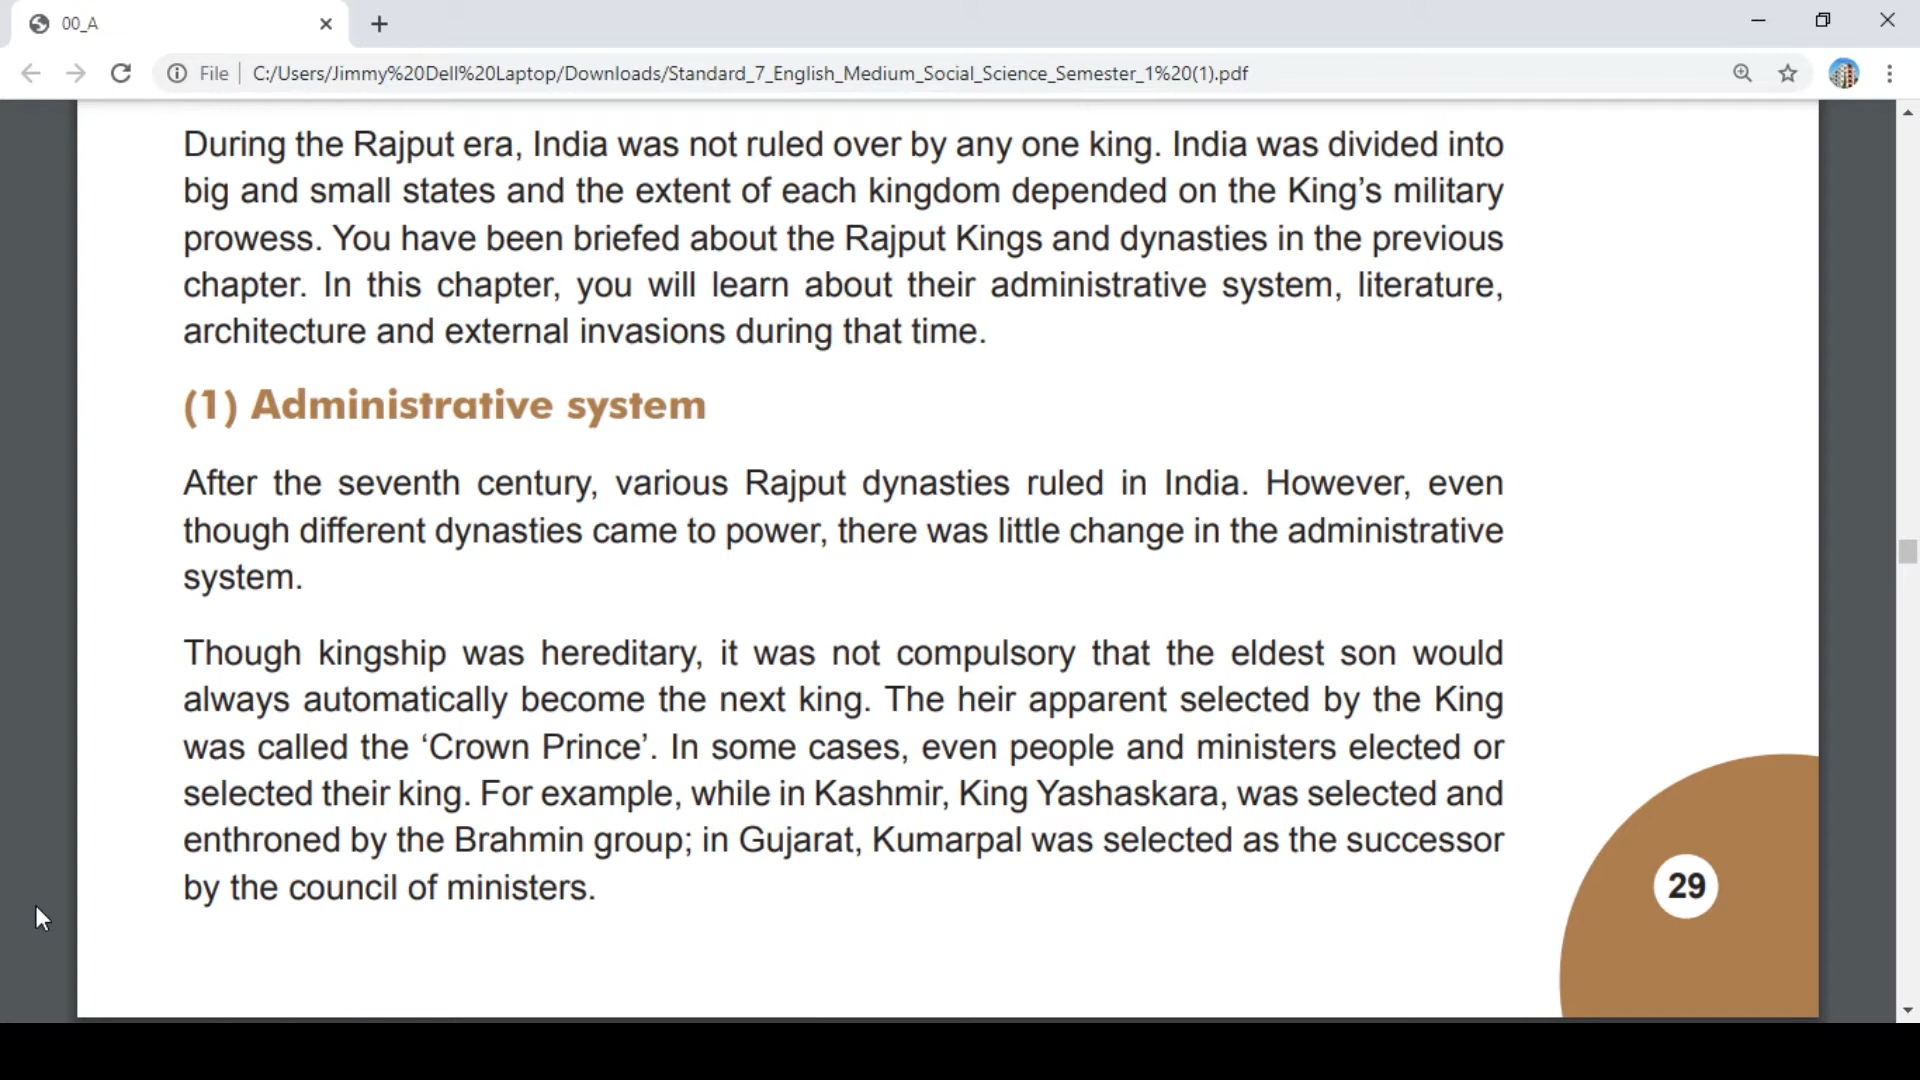 00_A
File
C:/Users/Jimmy%20Dell%20Laptop/Downloads/Standard_7_English_Medium_Social_Science_Semester_1%20(1).pdf
During the Rajput era, India was not ruled over by any one king. India was divided into
big and small states and the extent of each kingdom depended on the King’s military
prowess. You have been briefed about the Rajput Kings and dynasties in the previous
chapter. In this chapter, you will learn about their administrative system, literature,
architecture and external invasions during that time.
(1) Administrative system
After the seventh century, various Rajput dynasties ruled in India. However, even
though different dynasties came to power, there was little change in the administrative
system.
Though kingship was hereditary, it was not compulsory that the eldest son would
always automatically become the next king. The heir apparent selected by the King
was called the ‘Crown Prince’. In some cases, even people and ministers elected or
selected their king. For example, while in Kashmir, King Yashaskara, was selected and
enthroned by the Brahmin group; in Gujarat, Kumarpal was selected as the successor
by the council of ministers.
29